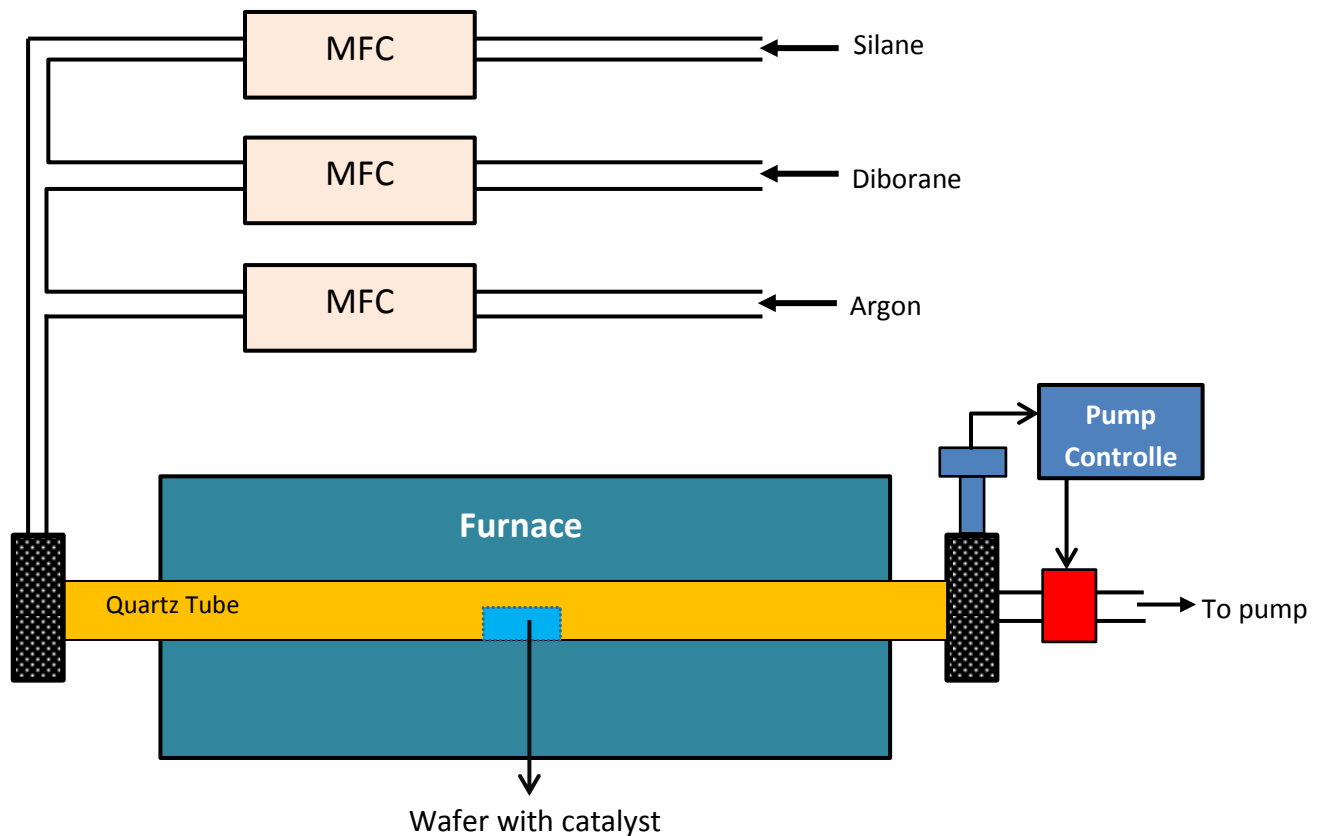 MFC
Silane
MFC
Diborane
MFC
Argon
Pump
Controlle
Furnace
Quartz Tube
To pump
Wafer with catalyst